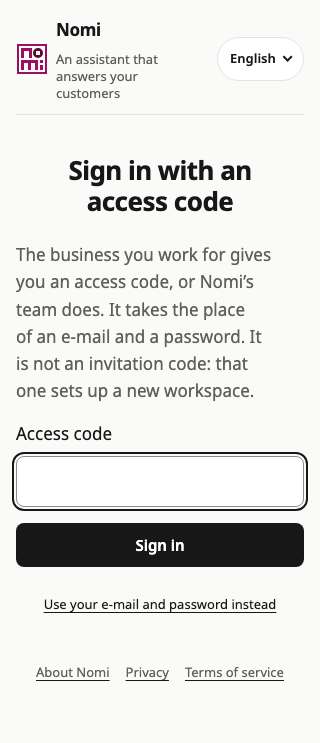 Nomi
nomi
An assistant that
answers your
customers
English
Sign in with an
access code
The business you work for gives
you an access code, or Nomi’s
team does. It takes the place
of an e-mail and a password. It
is not an invitation code: that
one sets up a new workspace.
Access code
Sign in
Use your e-mail and password instead
About Nomi Privacy Terms of service